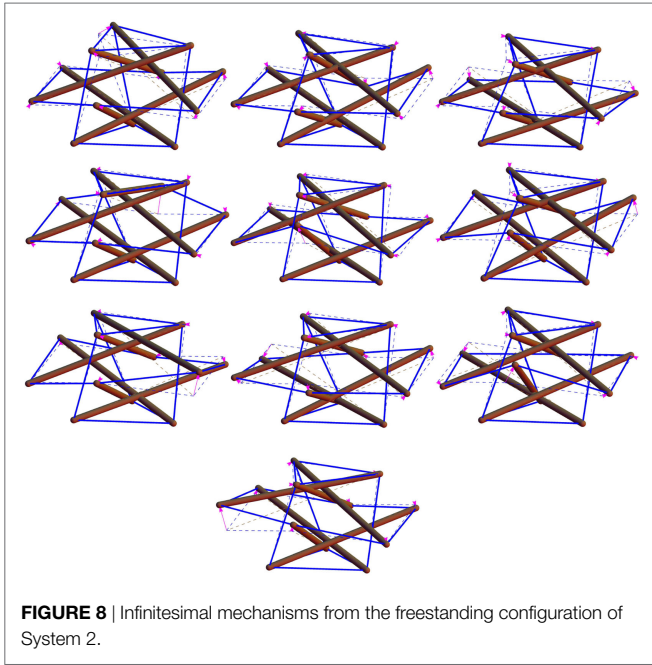 FIGURE 8 | Infinitesimal mechanisms from the freestanding configuration of
System 2.